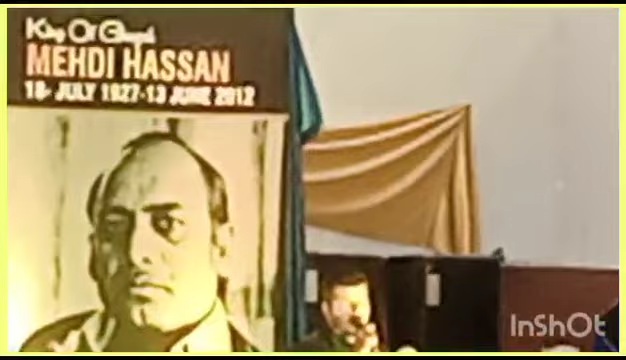 King Of Ghazal
MEHDI HASSAN
18- JULY 1927-13 JUNE 2012
InShOt